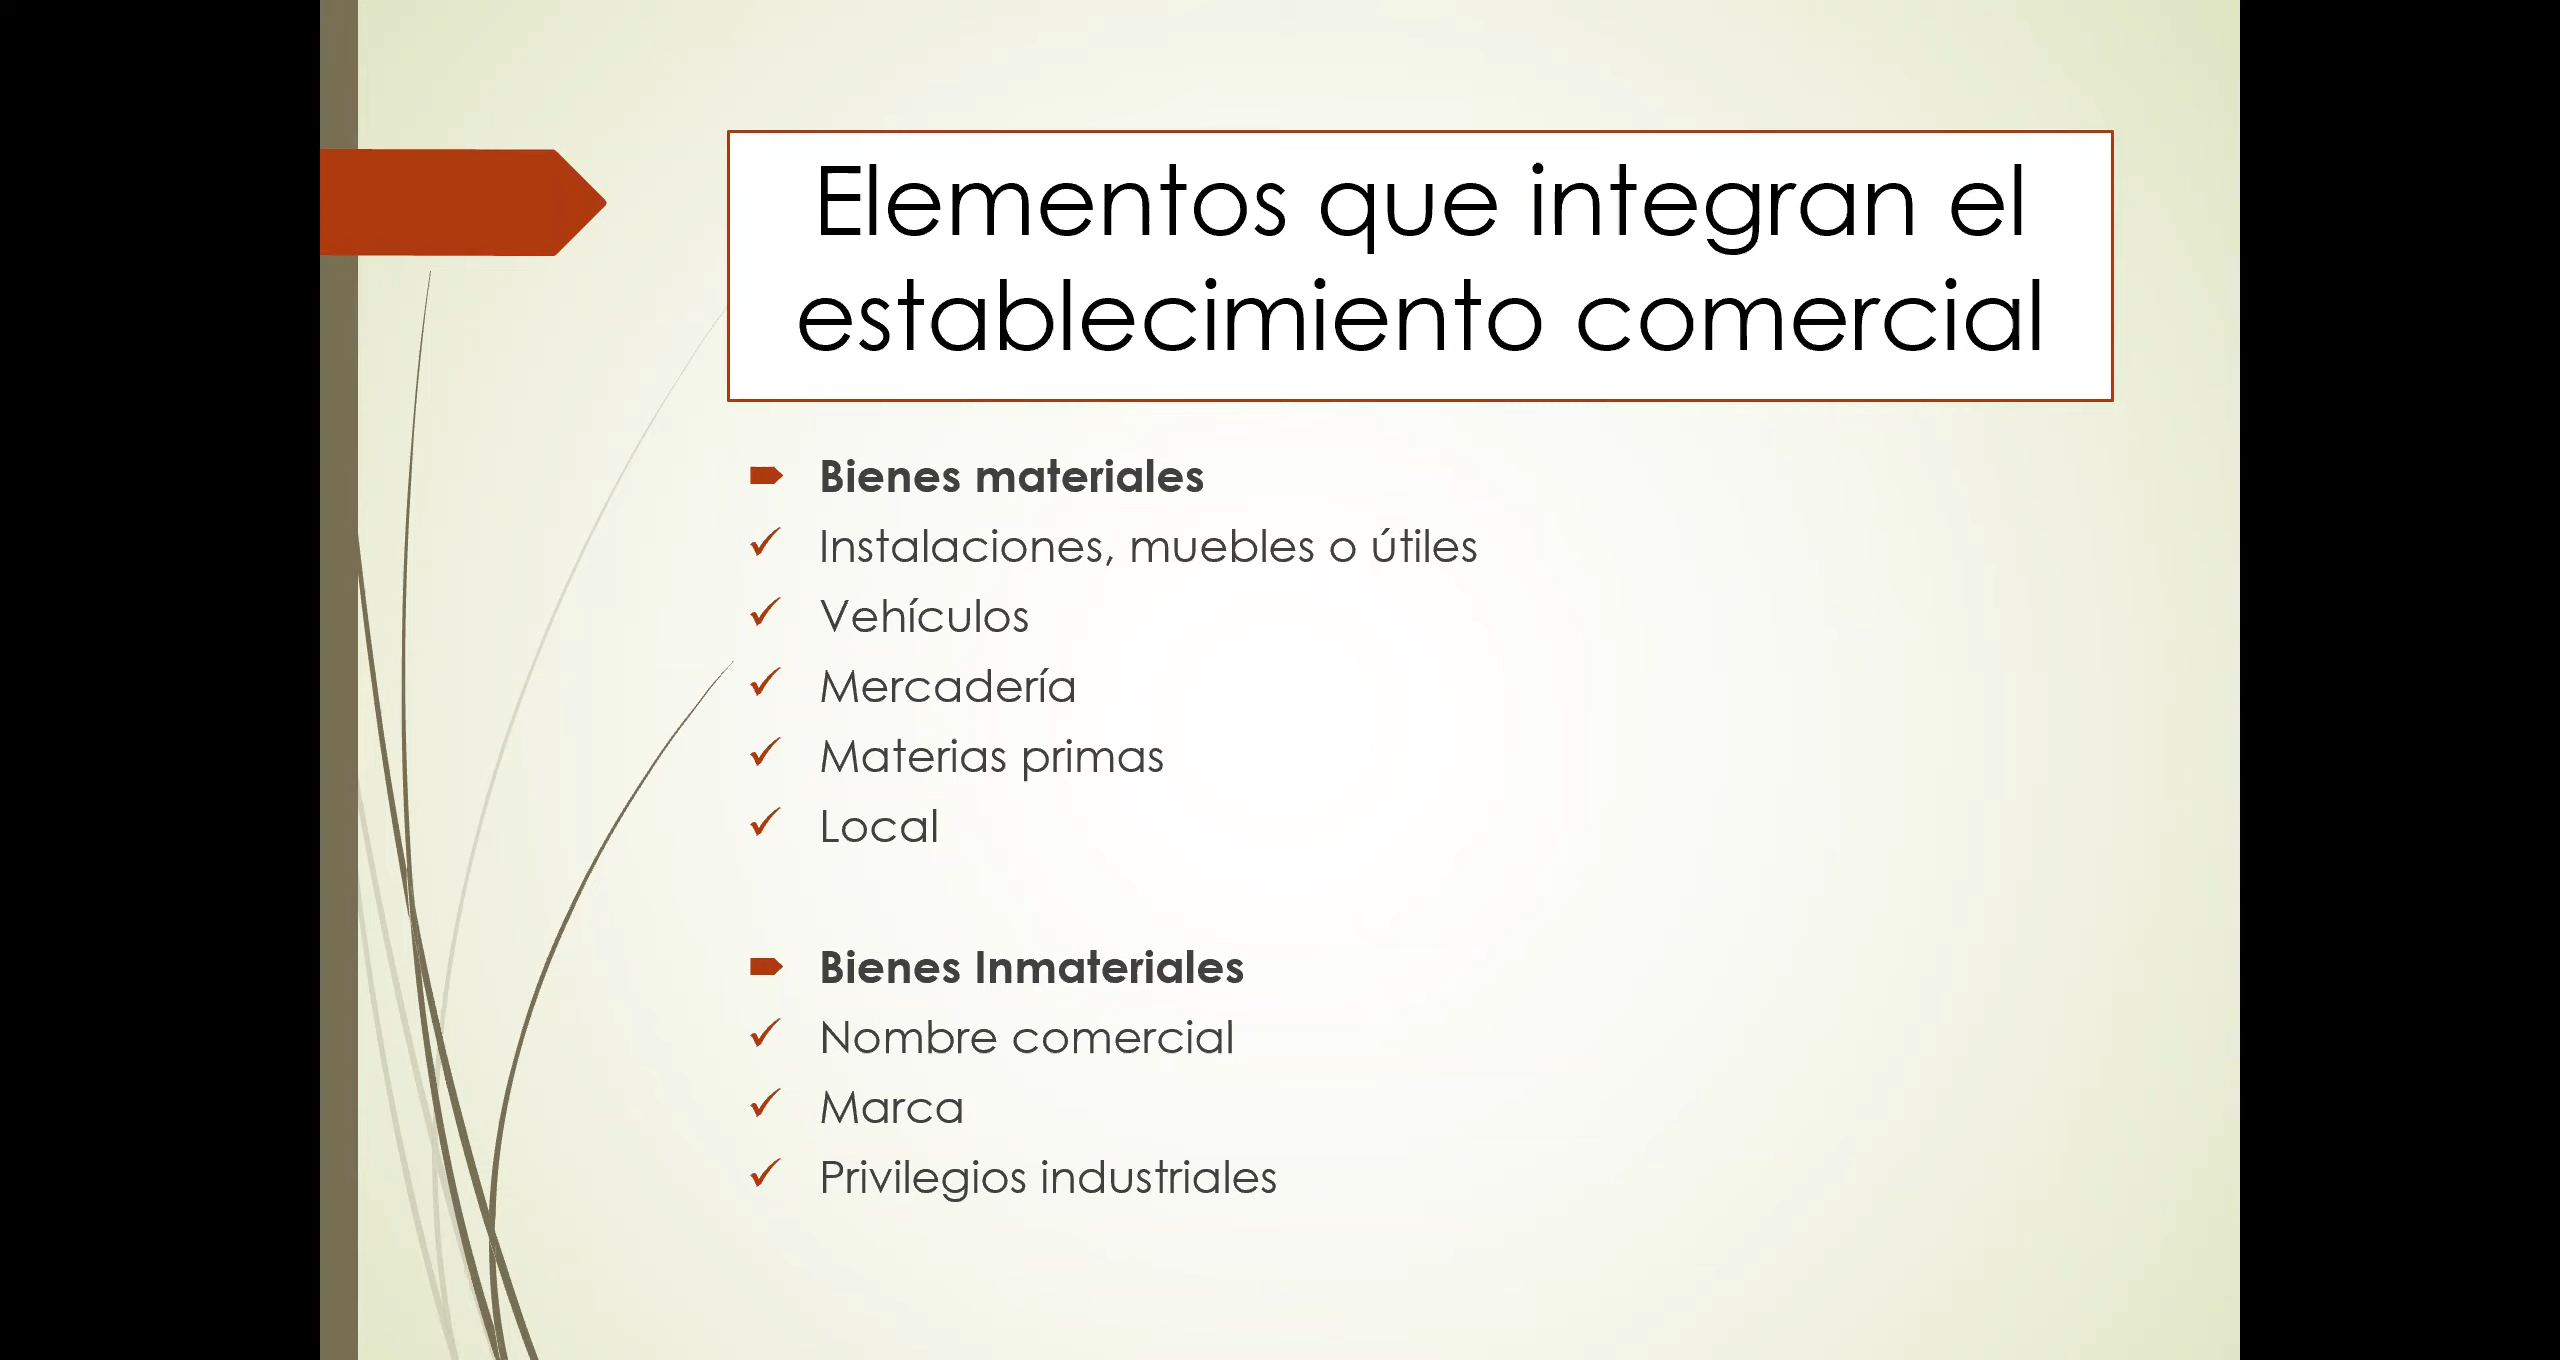 Elementos que integran el
establecimiento comercial
Bienes materiales
Instalaciones, muebles o útiles
Vehículos
Mercadería
Materias primas
Local
Bienes Inmateriales
Nombre comercial
Marca
Privilegios industriales